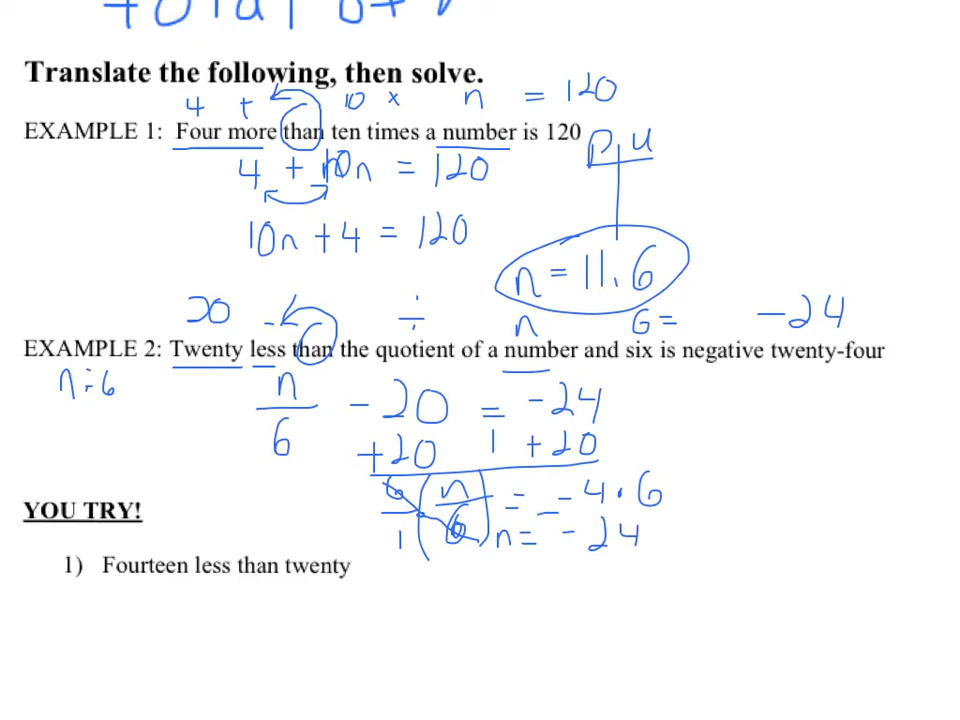 total
Translate the following, then solve.
4 + 10 x n = 120
EXAMPLE 1: Four more than ten times a number is 120
P U
4 + 10n = 120
10n + 4 = 120
n = 11.6
20 - ÷ n 6 = -24
EXAMPLE 2: Twenty less than the quotient of a number and six is negative twenty-four
n ÷ 6
n/6 - 20 = -24
+20 +20
6/1 (n/6) = -4 · 6
n = -24
YOU TRY!
1) Fourteen less than twenty